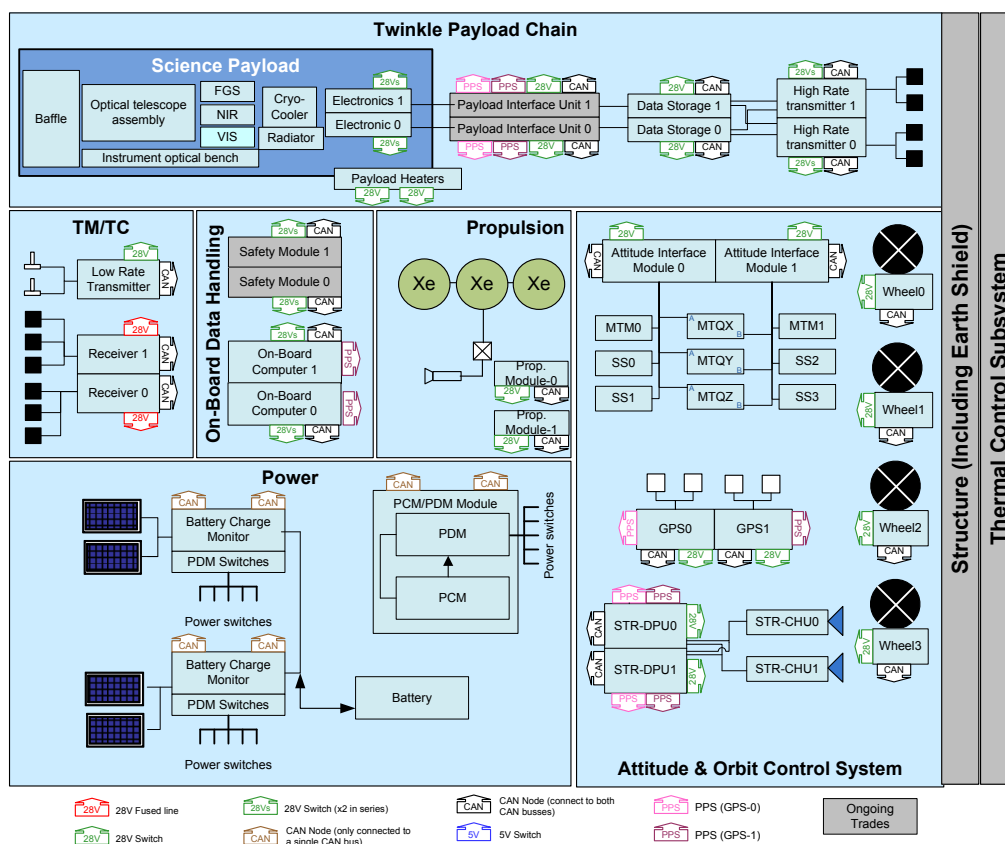 Twinkle Payload Chain
Science Payload
Baffle
Optical telescope
assembly
FGS
NIR
VIS
Cryo-
Cooler
Radiator
Instrument optical bench
28Vs
Electronics 1
Electronic 0
28Vs
Payload Heaters
28V
28V
PPS
PPS
28V
CAN
Payload Interface Unit 1
Payload Interface Unit 0
PPS
PPS
28V
CAN
28V
CAN
Data Storage 1
Data Storage 0
28V
CAN
28Vs
CAN
High Rate
transmitter 1
High Rate
transmitter 0
28Vs
CAN
TM/TC
28V
Low Rate
Transmitter
CAN
28V
Receiver 1
CAN
Receiver 0
CAN
28V
On-Board Data Handling
28Vs
CAN
Safety Module 1
Safety Module 0
28Vs
CAN
28Vs
CAN
On-Board
Computer 1
PPS
On-Board
Computer 0
PPS
28Vs
CAN
Propulsion
Xe
Xe
Xe
Prop.
Module-0
28V
CAN
Prop.
Module-1
28V
CAN
28V
28V
CAN
Attitude Interface
Module 0
Attitude Interface
Module 1
CAN
MTM0
A
MTQX
B
MTM1
SS0
A
MTQY
B
SS2
SS1
A
MTQZ
B
SS3
28V
Wheel0
CAN
28V
Wheel1
CAN
28V
Wheel2
CAN
28V
Wheel3
CAN
PPS
GPS0
GPS1
PPS
CAN
28V
CAN
28V
PPS
PPS
CAN
STR-DPU0
28V
STR-CHU0
CAN
STR-DPU1
28V
STR-CHU1
PPS
PPS
Attitude & Orbit Control System
Structure (Including Earth Shield)
Thermal Control Subsystem
Power
CAN
CAN
Battery Charge
Monitor
PDM Switches
Power switches
CAN
CAN
Battery Charge
Monitor
PDM Switches
Power switches
CAN
CAN
PCM/PDM Module
PDM
PCM
Power switches
Battery
28V
28V Fused line
28Vs
28V Switch (x2 in series)
CAN
CAN Node (connect to both
CAN busses)
PPS
PPS (GPS-0)
Ongoing
Trades
28V
28V Switch
CAN
CAN Node (only connected to
a single CAN bus)
5V
5V Switch
PPS
PPS (GPS-1)